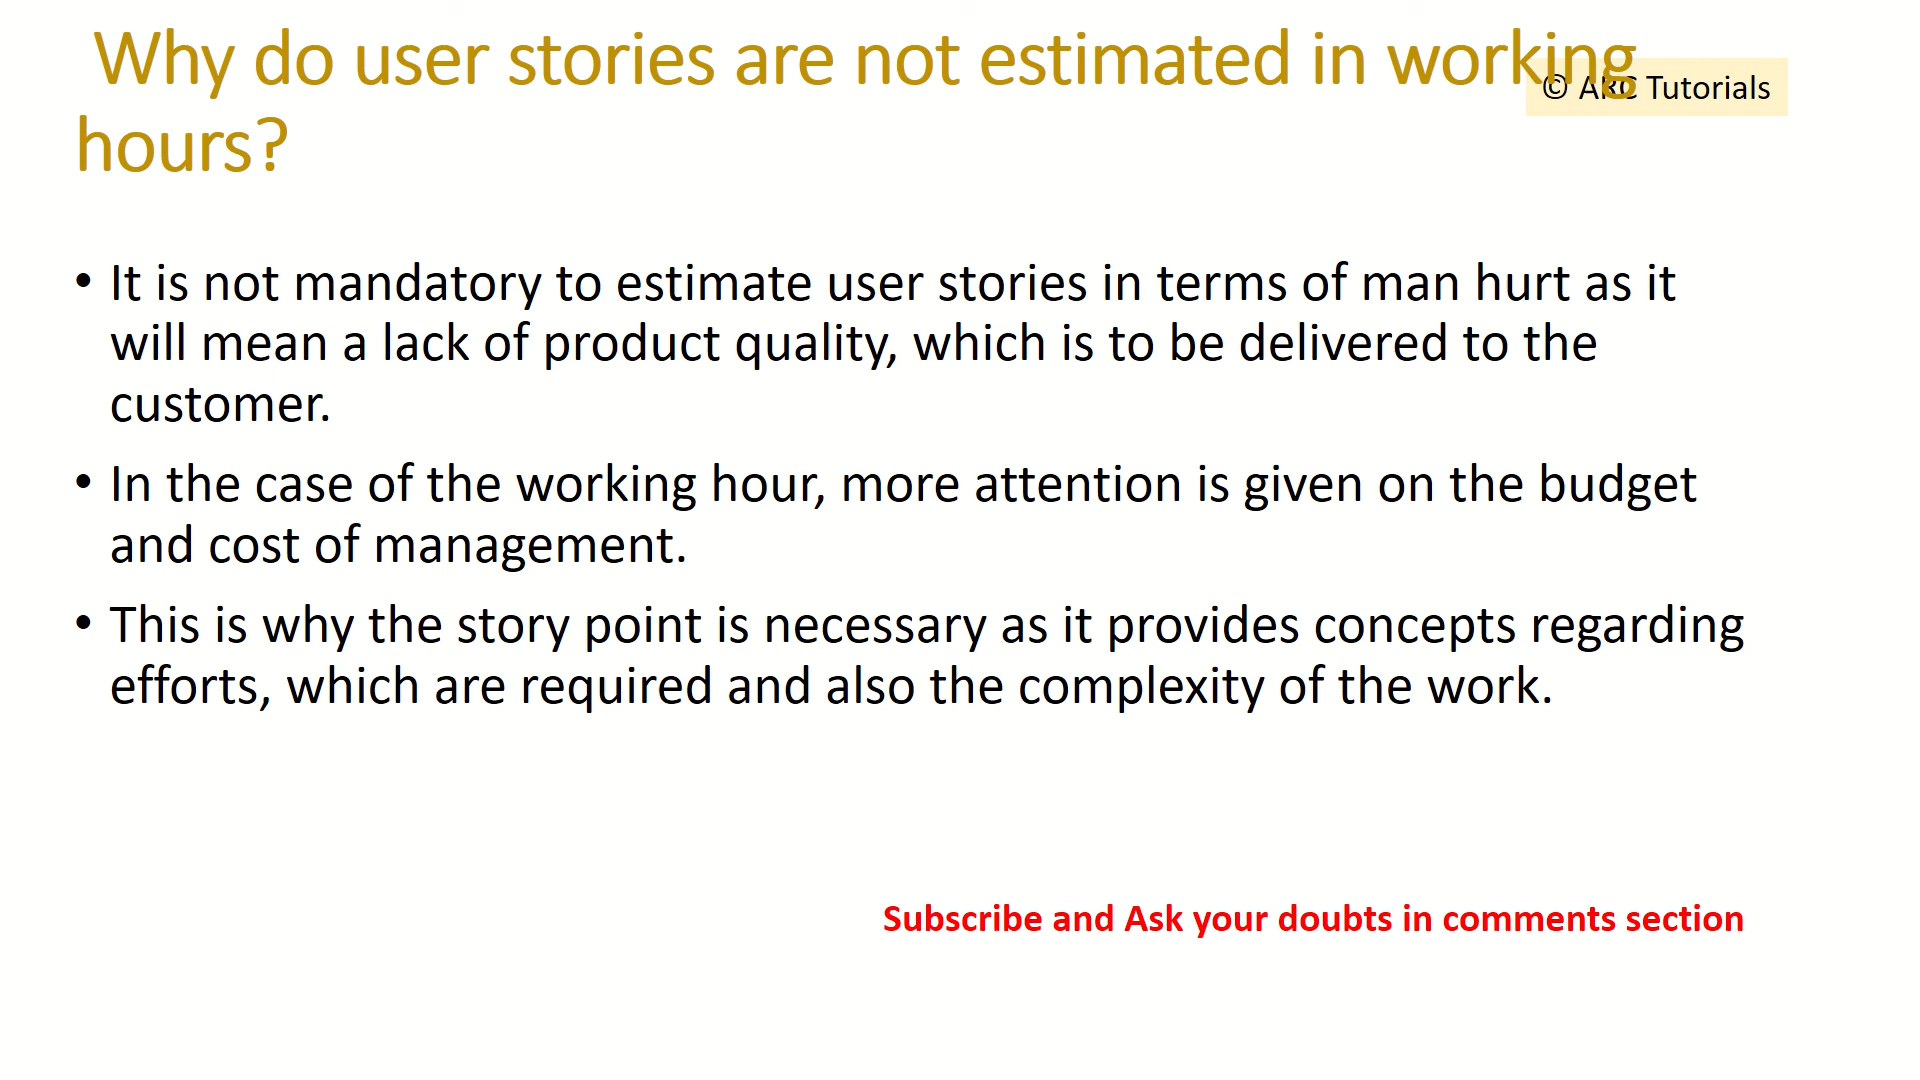 Why do user stories are not estimated in working
hours?
© ARC Tutorials
• It is not mandatory to estimate user stories in terms of man hurt as it
will mean a lack of product quality, which is to be delivered to the
customer.
• In the case of the working hour, more attention is given on the budget
and cost of management.
• This is why the story point is necessary as it provides concepts regarding
efforts, which are required and also the complexity of the work.
Subscribe and Ask your doubts in comments section